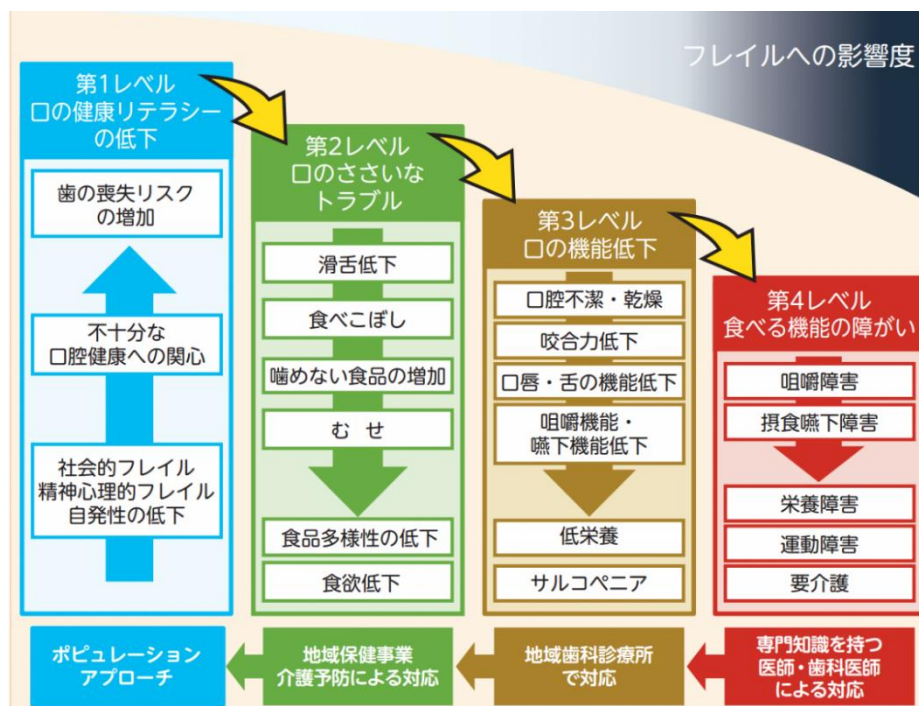 フレイルへの影響度
第1レベル
口の健康リテラシー
の低下
歯の喪失リスク
の増加
不十分な
口腔健康への関心
社会的フレイル
精神心理的フレイル
自発性の低下
ポピュレーション
アプローチ
第2レベル
口のささいな
トラブル
滑舌低下
食べこぼし
噛めない食品の増加
むせ
食品多様性の低下
食欲低下
地域保健事業
介護予防による対応
第3レベル
口の機能低下
口腔不潔・乾燥
咬合力低下
口唇・舌の機能低下
咀嚼機能・
嚥下機能低下
低栄養
サルコペニア
地域歯科診療所
で対応
第4レベル
食べる機能の障がい
咀嚼障害
摂食嚥下障害
栄養障害
運動障害
要介護
専門知識を持つ
医師・歯科医師
による対応